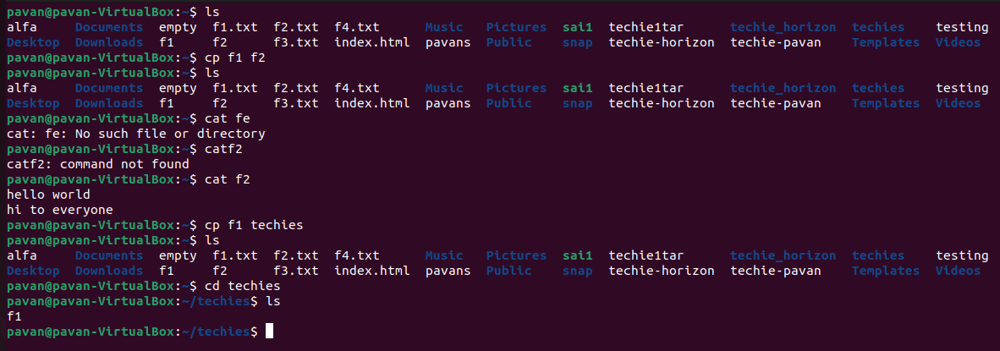 pavan@pavan-VirtualBox:~$ ls
alfa     Documents  empty  f1.txt  f2.txt  f4.txt      Music   Pictures  sai1  techie1tar      techie_horizon  techies    testing
Desktop  Downloads  f1     f2      f3.txt  index.html  pavans  Public    snap  techie-horizon  techie-pavan    Templates  Videos
pavan@pavan-VirtualBox:~$ cp f1 f2
pavan@pavan-VirtualBox:~$ ls
alfa     Documents  empty  f1.txt  f2.txt  f4.txt      Music   Pictures  sai1  techie1tar      techie_horizon  techies    testing
Desktop  Downloads  f1     f2      f3.txt  index.html  pavans  Public    snap  techie-horizon  techie-pavan    Templates  Videos
pavan@pavan-VirtualBox:~$ cat fe
cat: fe: No such file or directory
pavan@pavan-VirtualBox:~$ catf2
catf2: command not found
pavan@pavan-VirtualBox:~$ cat f2
hello world
hi to everyone
pavan@pavan-VirtualBox:~$ cp f1 techies
pavan@pavan-VirtualBox:~$ ls
alfa     Documents  empty  f1.txt  f2.txt  f4.txt      Music   Pictures  sai1  techie1tar      techie_horizon  techies    testing
Desktop  Downloads  f1     f2      f3.txt  index.html  pavans  Public    snap  techie-horizon  techie-pavan    Templates  Videos
pavan@pavan-VirtualBox:~$ cd techies
pavan@pavan-VirtualBox:~/techies$ ls
f1
pavan@pavan-VirtualBox:~/techies$